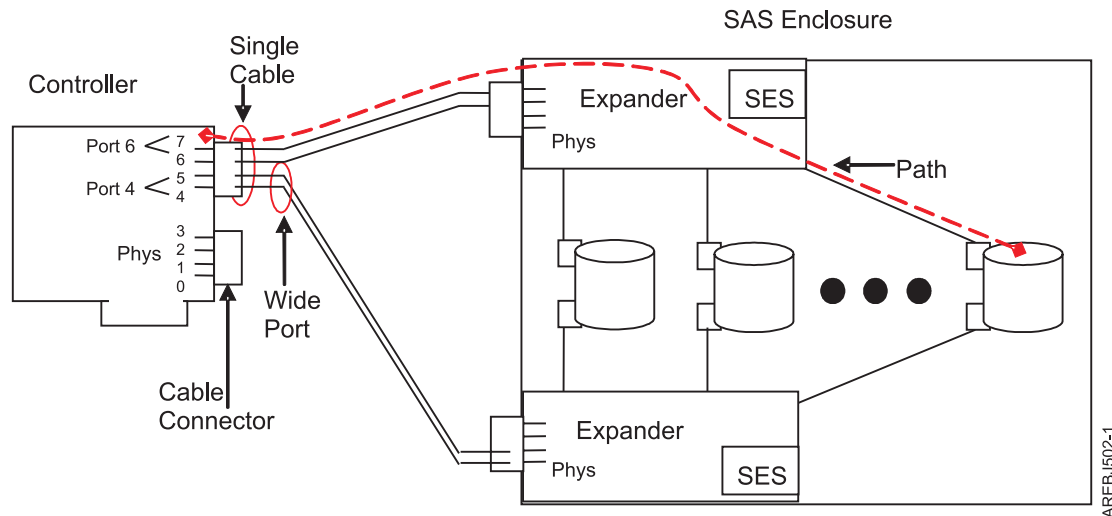 SAS Enclosure
Single
Cable
Controller
Expander
SES
Phys
Port 6
7
6
Port 4
5
4
Path
Phys
3
2
1
0
Wide
Port
Cable
Connector
Expander
Phys
SES
AREBJ502-1